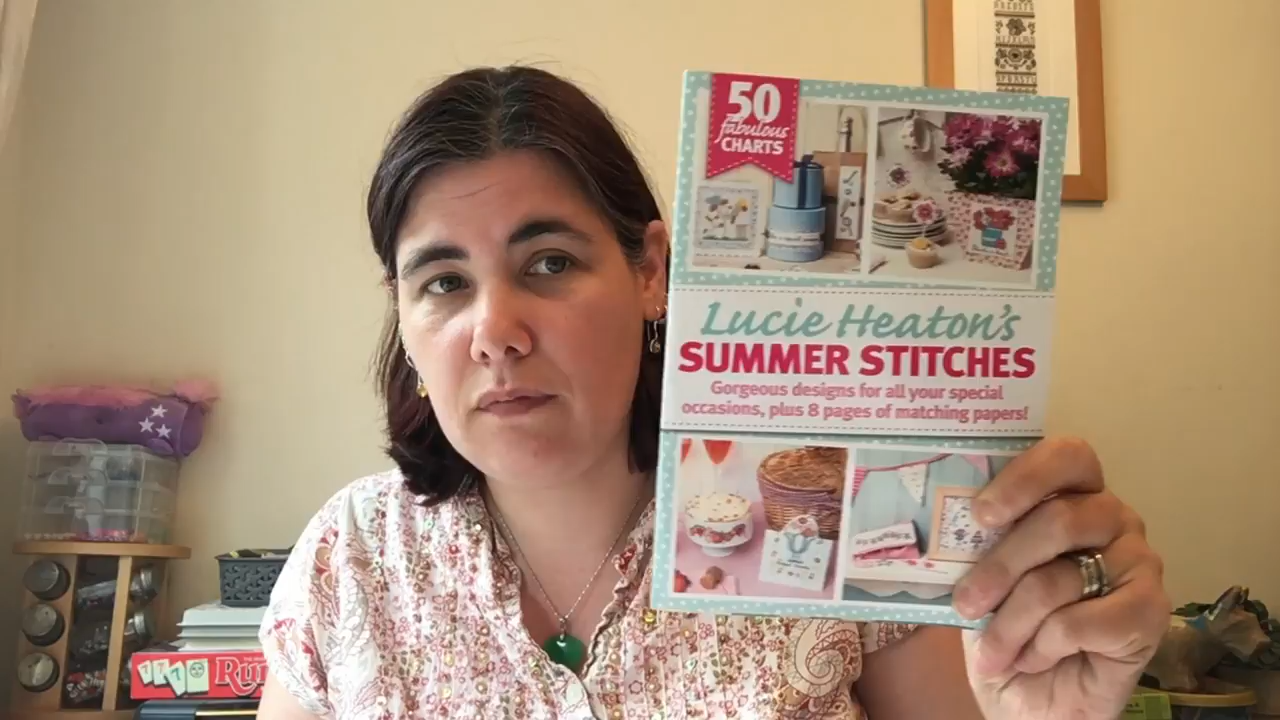 50
fabulous
CHARTS
Lucie Heaton's
SUMMER STITCHES
Gorgeous designs for all your special
occasions, plus 8 pages of matching papers!
Ru